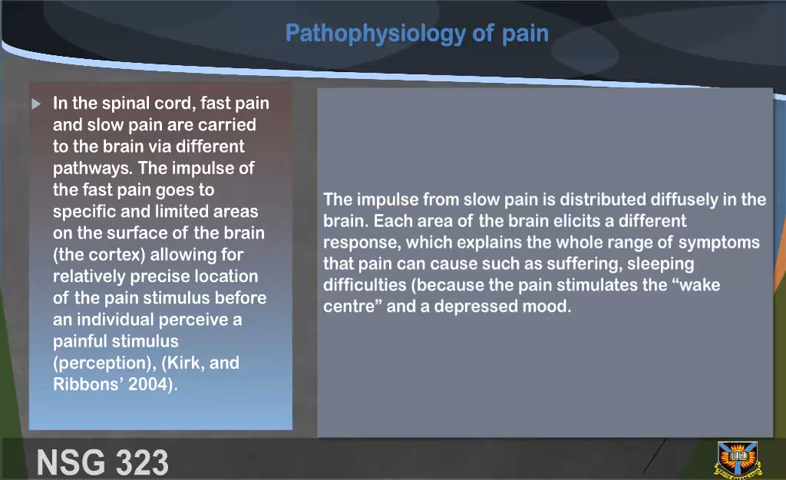 Pathophysiology of pain
In the spinal cord, fast pain
and slow pain are carried
to the brain via different
pathways. The impulse of
the fast pain goes to
specific and limited areas
on the surface of the brain
(the cortex) allowing for
relatively precise location
of the pain stimulus before
an individual perceive a
painful stimulus
(perception), (Kirk, and
Ribbons’ 2004).
The impulse from slow pain is distributed diffusely in the
brain. Each area of the brain elicits a different
response, which explains the whole range of symptoms
that pain can cause such as suffering, sleeping
difficulties (because the pain stimulates the “wake
centre” and a depressed mood.
NSG 323